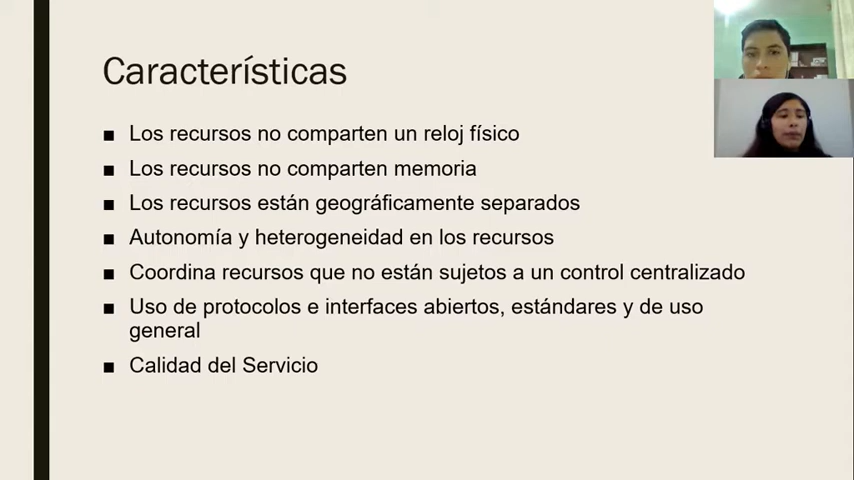 Características
■ Los recursos no comparten un reloj físico
■ Los recursos no comparten memoria
■ Los recursos están geográficamente separados
■ Autonomía y heterogeneidad en los recursos
■ Coordina recursos que no están sujetos a un control centralizado
■ Uso de protocolos e interfaces abiertos, estándares y de uso
general
■ Calidad del Servicio